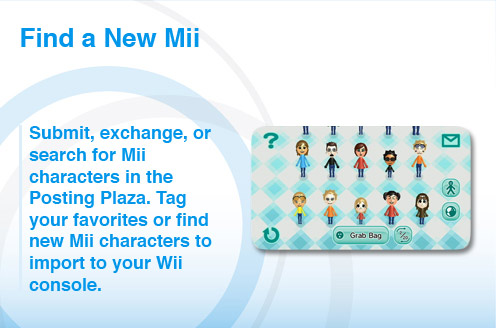 Find a New Mii
Submit, exchange, or
search for Mii
characters in the
Posting Plaza. Tag
your favorites or find
new Mii characters to
import to your Wii
console.
?
Grab Bag